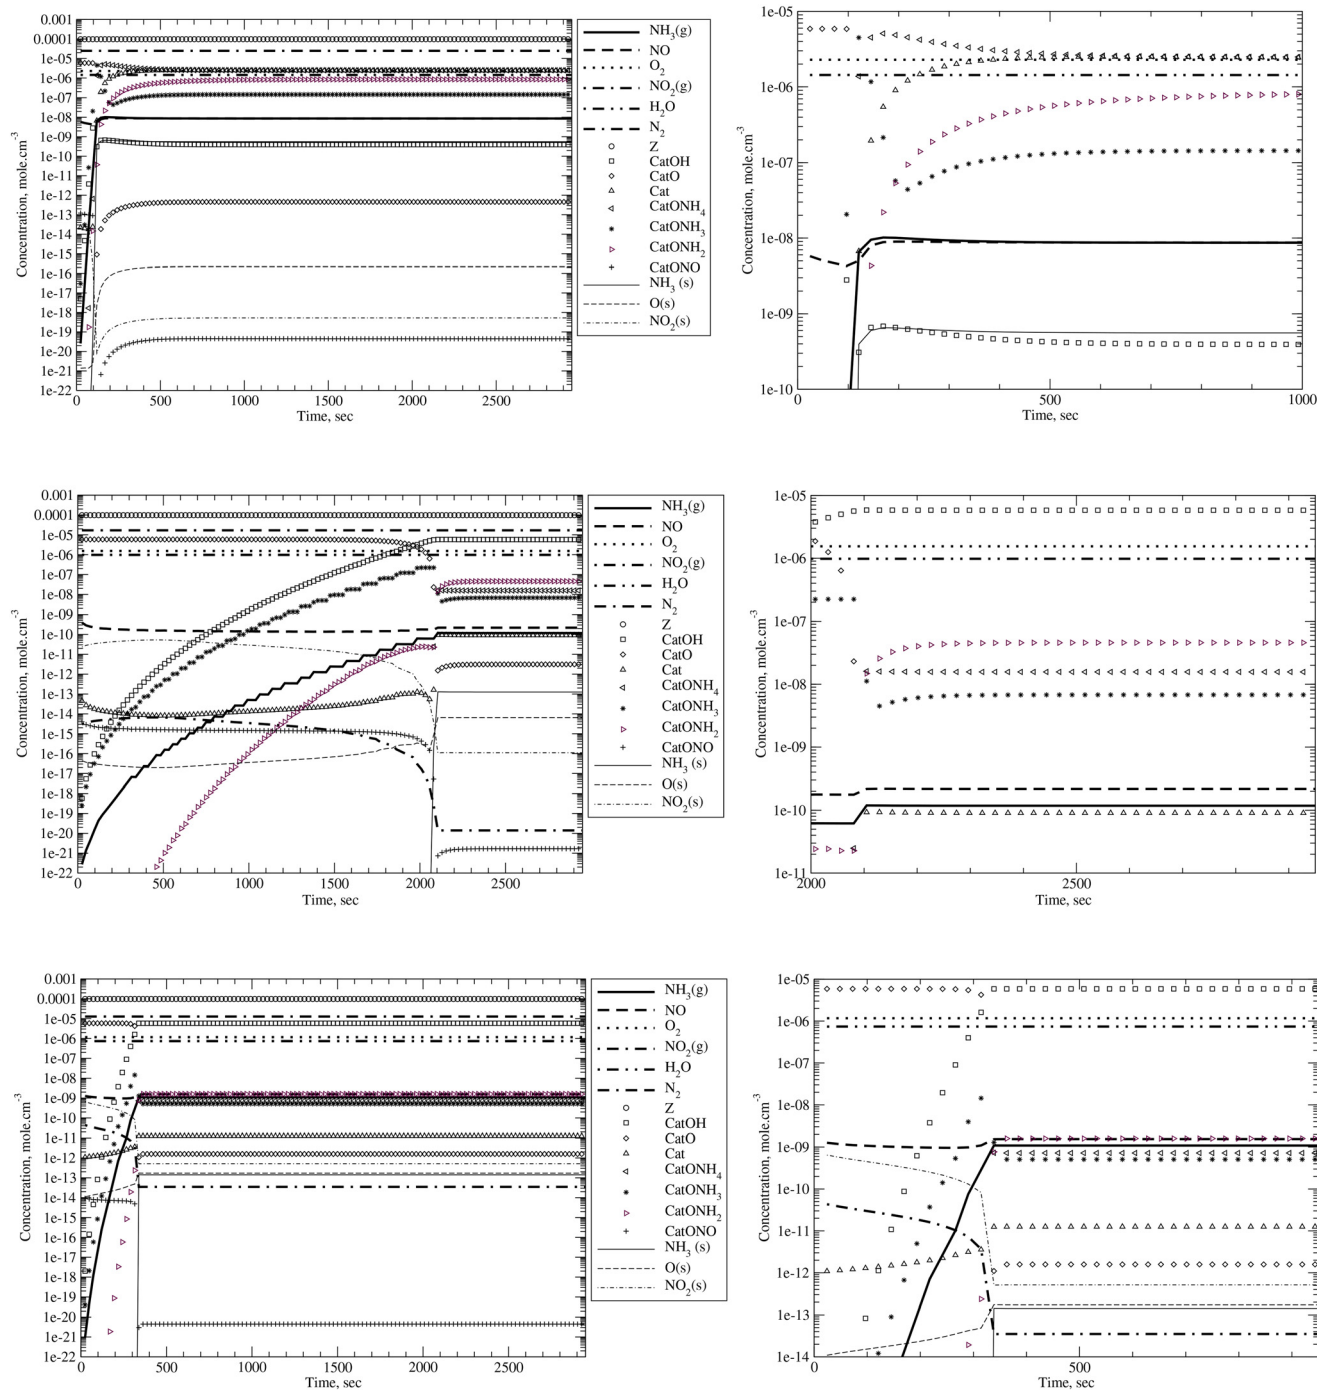 0.001
0.0001
1e-05
1e-06
1e-07
1e-08
1e-09
1e-10
1e-11
1e-12
1e-13
1e-14
1e-15
1e-16
1e-17
1e-18
1e-19
1e-20
1e-21
1e-22
Concentration, mole.cm-3
0 500 1000 1500 2000 2500
Time, sec
NH3(g)
NO
O2
NO2(g)
H2O
N2
Z
CatOH
CatO
Cat
CatONH4
CatONH3
CatONH2
CatONO
NH3 (s)
O(s)
NO2(s)
1e-05
1e-06
1e-07
1e-08
1e-09
1e-10
Concentration, mole.cm-3
0 500 1000
Time, sec
0.001
0.0001
1e-05
1e-06
1e-07
1e-08
1e-09
1e-10
1e-11
1e-12
1e-13
1e-14
1e-15
1e-16
1e-17
1e-18
1e-19
1e-20
1e-21
1e-22
Concentration, mole.cm-3
0 500 1000 1500 2000 2500
Time, sec
NH3(g)
NO
O2
NO2(g)
H2O
N2
Z
CatOH
CatO
Cat
CatONH4
CatONH3
CatONH2
CatONO
NH3 (s)
O(s)
NO2(s)
1e-05
1e-06
1e-07
1e-08
1e-09
1e-10
1e-11
Concentration, mole.cm-3
2000 2500
Time, sec
0.001
0.0001
1e-05
1e-06
1e-07
1e-08
1e-09
1e-10
1e-11
1e-12
1e-13
1e-14
1e-15
1e-16
1e-17
1e-18
1e-19
1e-20
1e-21
1e-22
Concentration, mole.cm-3
0 500 1000 1500 2000 2500
Time, sec
NH3(g)
NO
O2
NO2(g)
H2O
N2
Z
CatOH
CatO
Cat
CatONH4
CatONH3
CatONH2
CatONO
NH3 (s)
O(s)
NO2(s)
1e-05
1e-06
1e-07
1e-08
1e-09
1e-10
1e-11
1e-12
1e-13
1e-14
Concentration, mole.cm-3
0 500
Time, sec